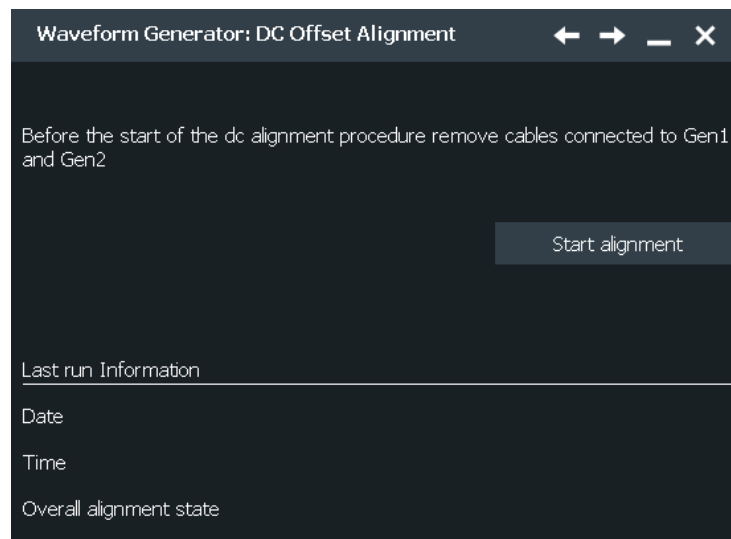 Waveform Generator: DC Offset Alignment
Before the start of the dc alignment procedure remove cables connected to Gen1
and Gen2
Start alignment
Last run Information
Date
Time
Overall alignment state